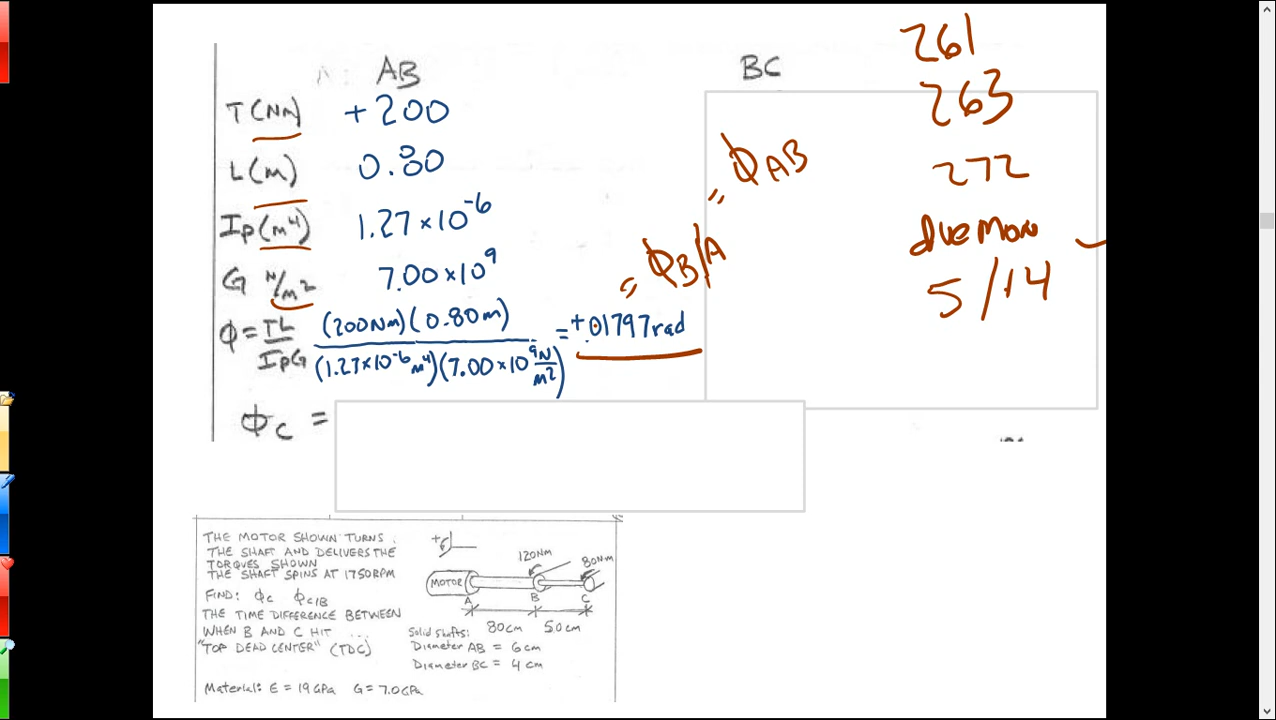 AB
BC
T(Nm) +200
L(m) 0.80
Ip(m⁴) 1.27×10⁻⁶
G N/m² 7.00×10⁹
φ=TL/IpG (200Nm)(0.80m)/(1.27×10⁻⁶m⁴)(7.00×10⁹N/m²) =+.01797rad
= φB/A
= φAB
φC =
261
263
272
due Mon
5/14
THE MOTOR SHOWN TURNS
THE SHAFT AND DELIVERS THE
TORQUES SHOWN
THE SHAFT SPINS AT 1750RPM
FIND: φC φC/B
THE TIME DIFFERENCE BETWEEN
WHEN B AND C HIT ...
"TOP DEAD CENTER" (TDC)
Material: E = 19GPa G=7.0GPa
+
120Nm
80Nm
MOTOR
A B C
80cm 50cm
Solid shafts:
Diameter AB = 6cm
Diameter BC = 4cm